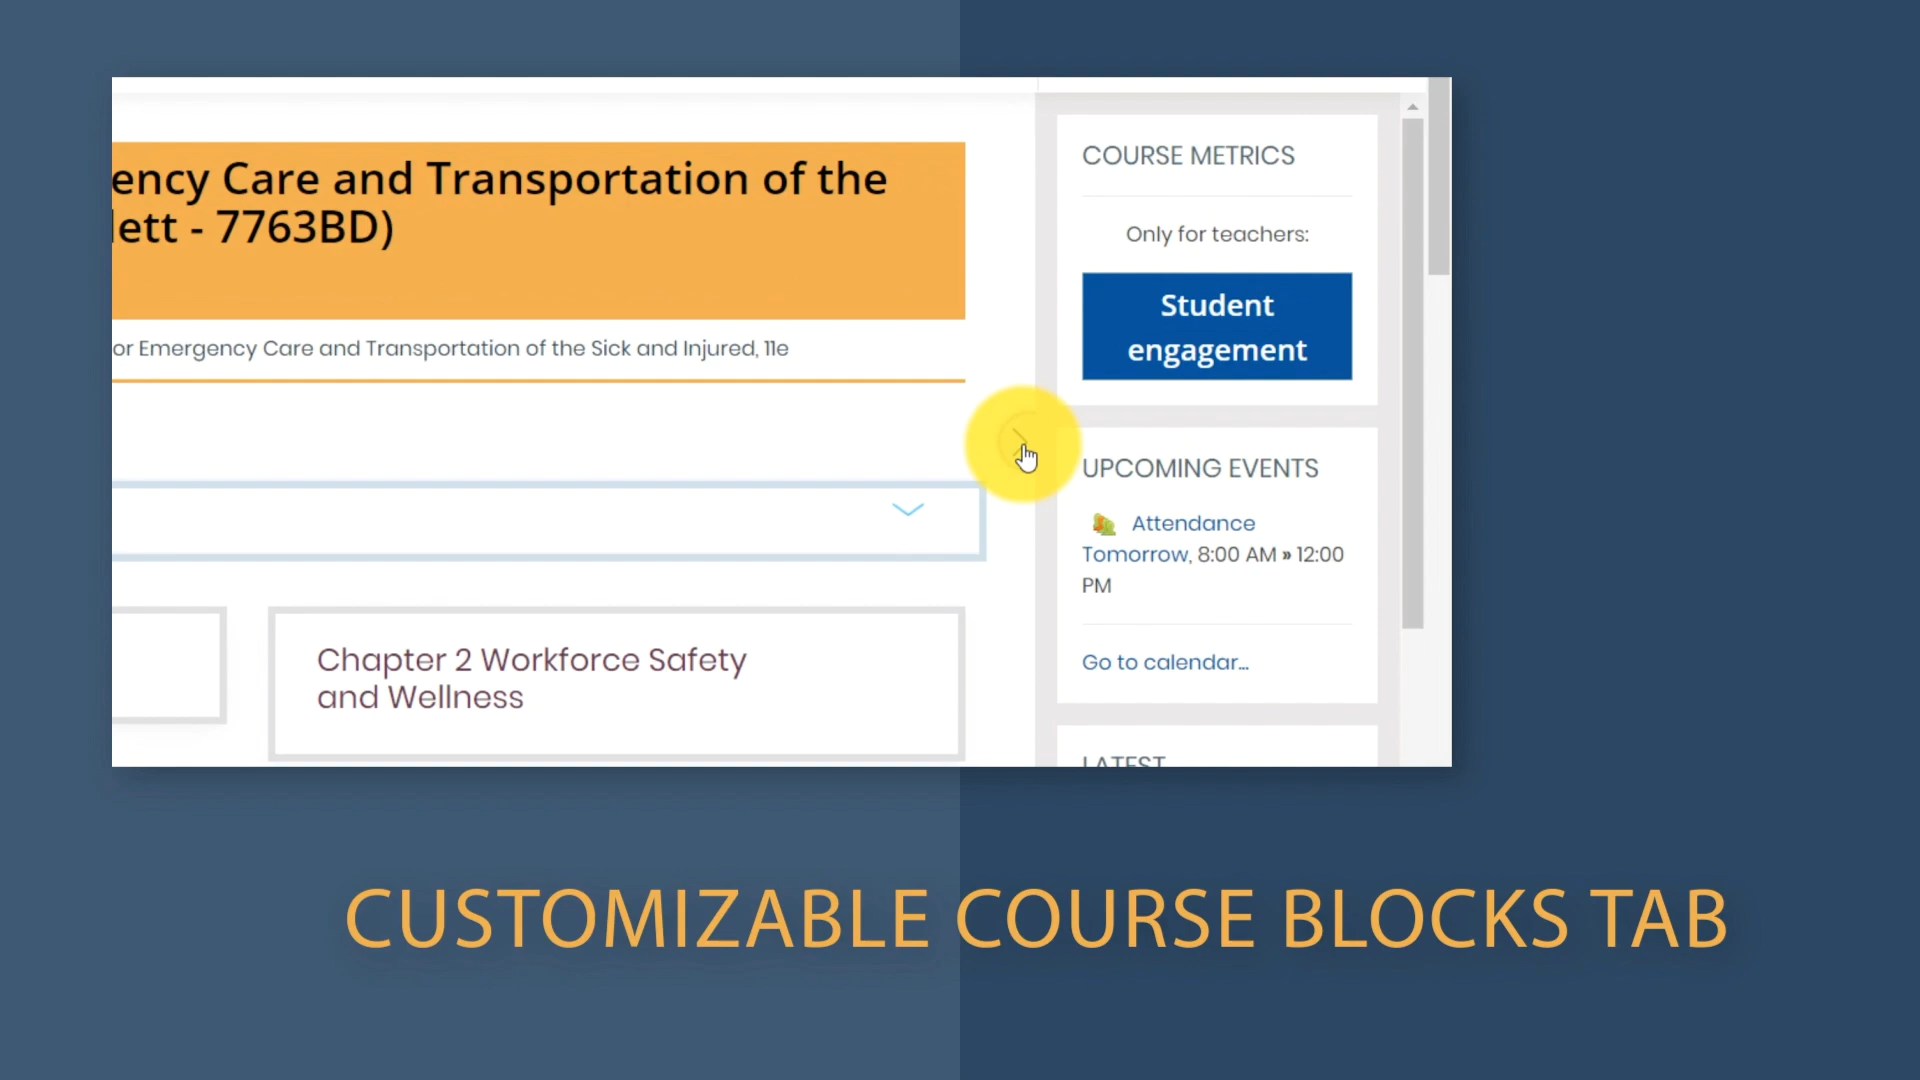 ency Care and Transportation of the
lett - 7763BD)
or Emergency Care and Transportation of the Sick and Injured, 11e
Chapter 2 Workforce Safety
and Wellness
COURSE METRICS
Only for teachers:
Student
engagement
UPCOMING EVENTS
Attendance
Tomorrow, 8:00 AM » 12:00
PM
Go to calendar...
LATEST
CUSTOMIZABLE COURSE BLOCKS TAB